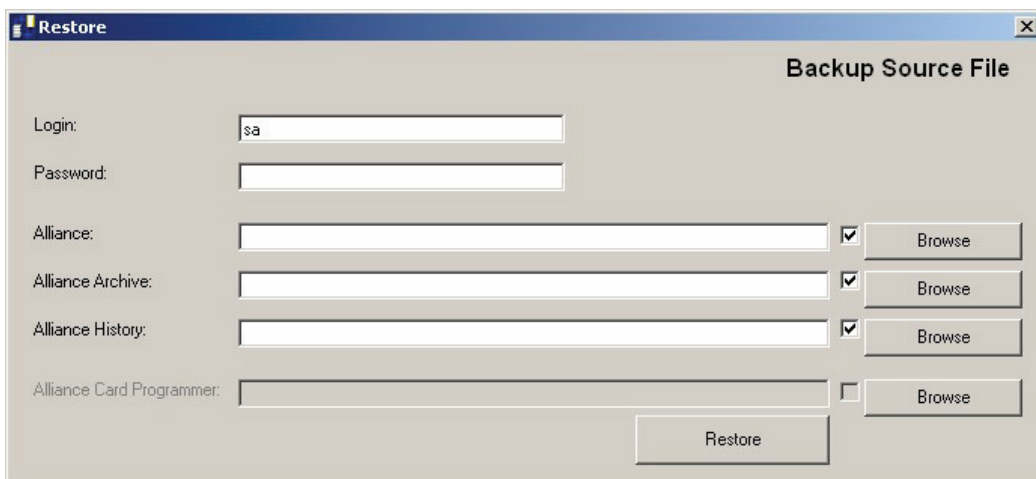 Restore
Backup Source File
Login: sa
Password:
Alliance: Browse
Alliance Archive: Browse
Alliance History: Browse
Alliance Card Programmer: Browse
Restore